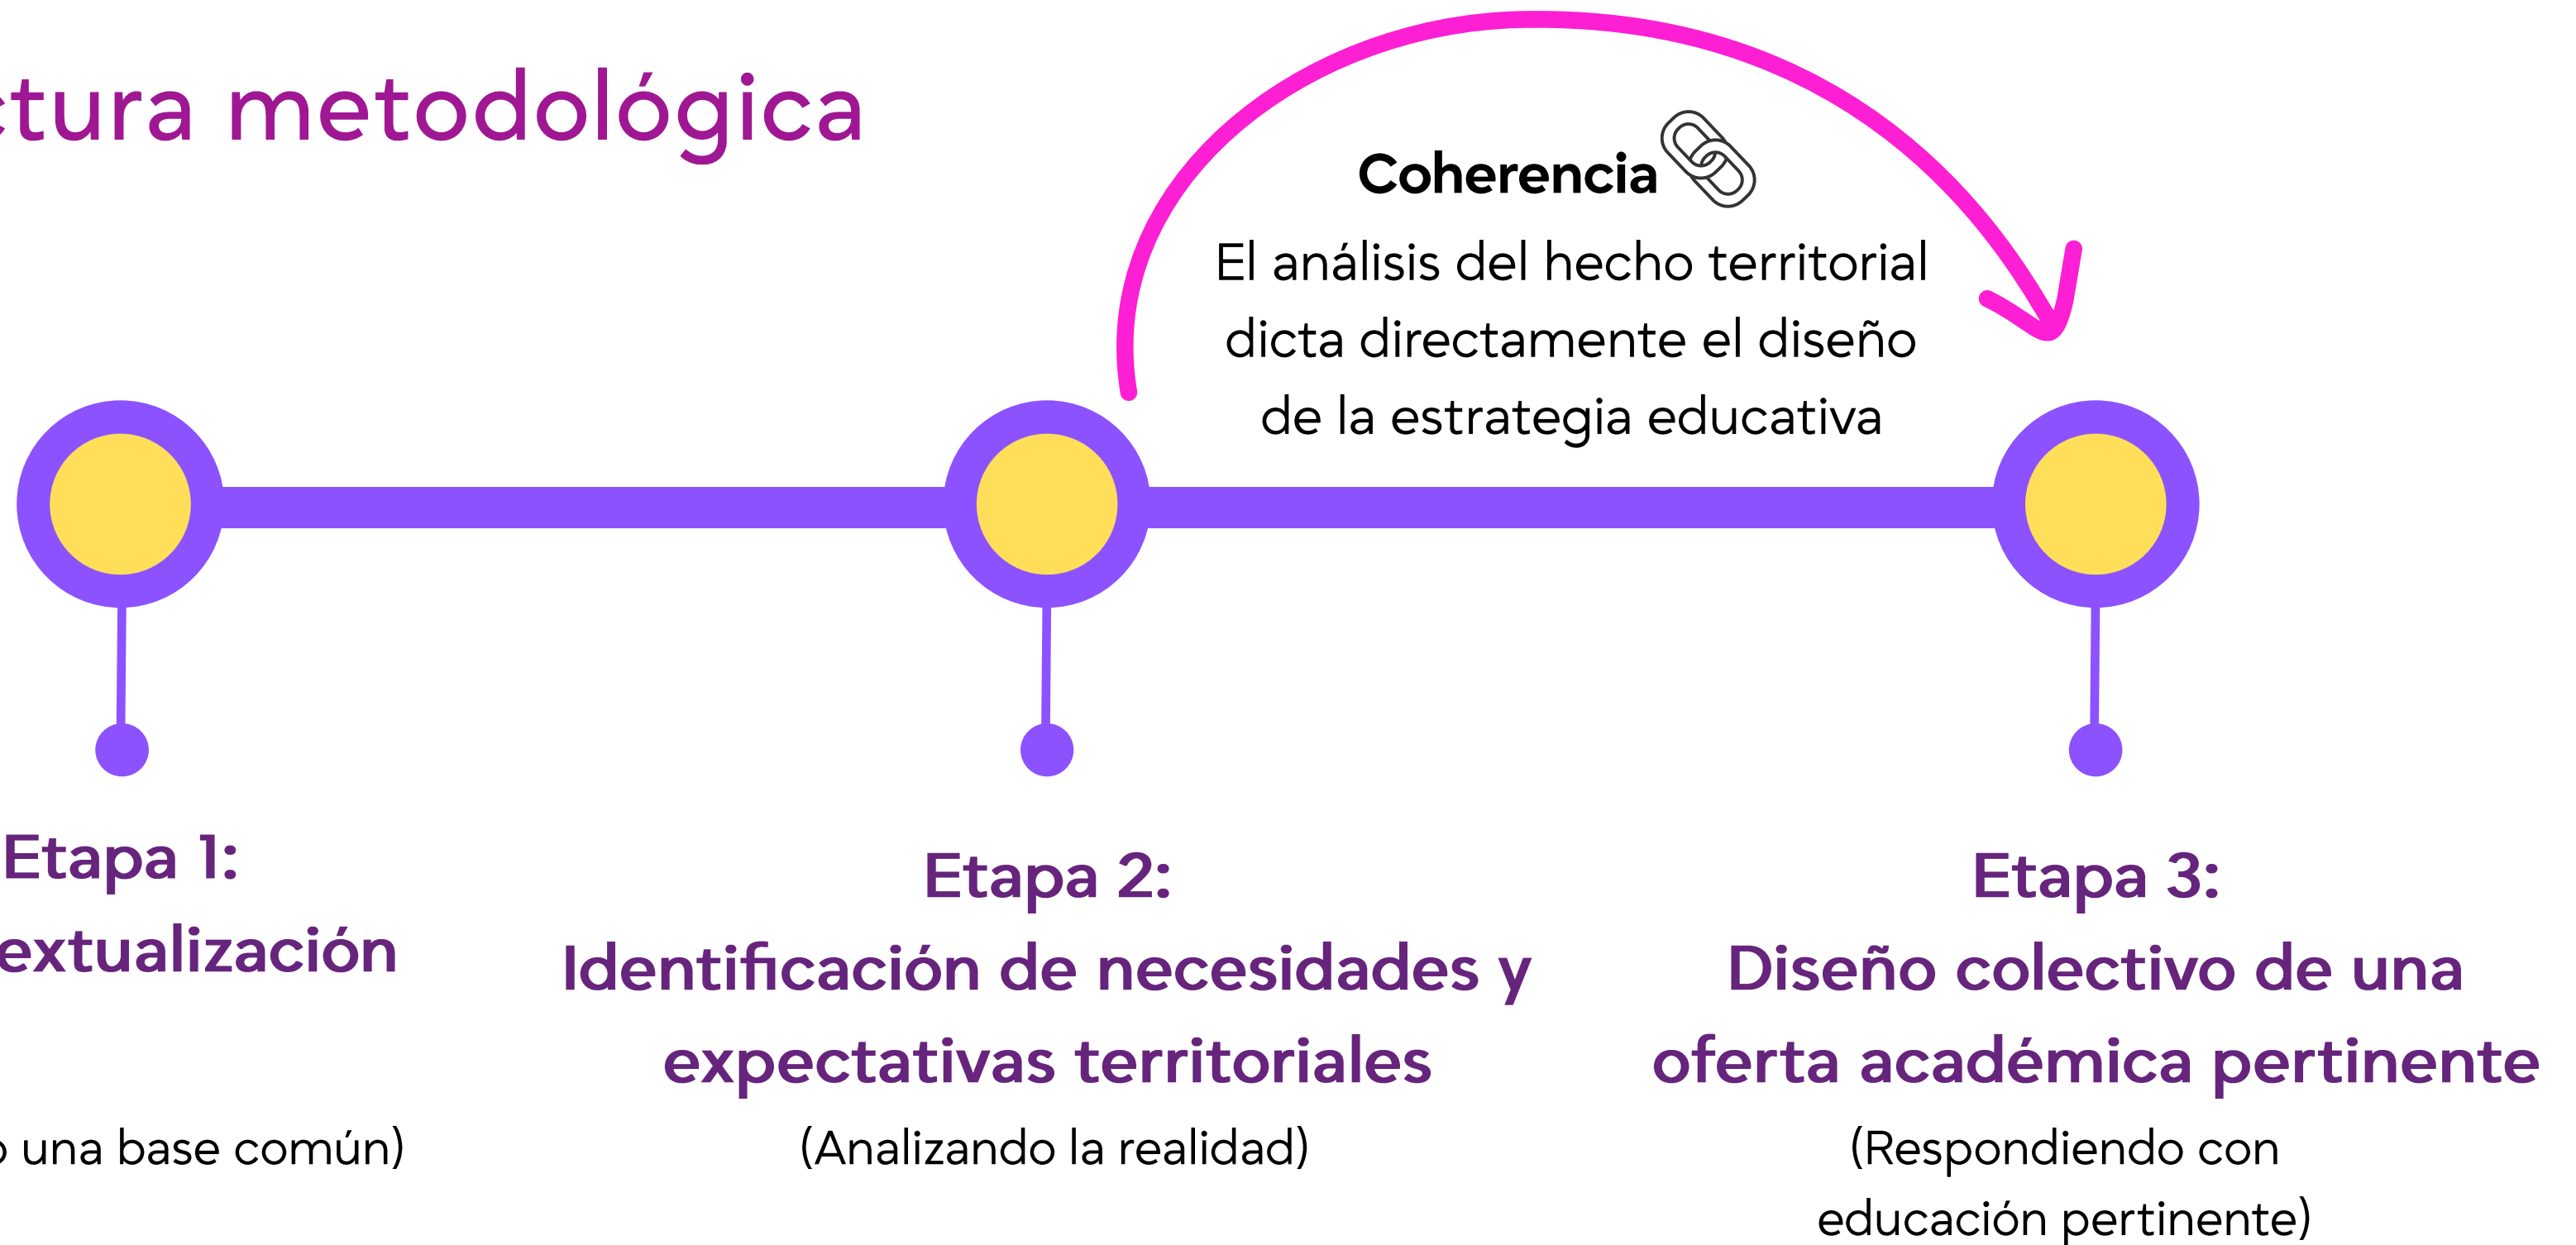 ctura metodológica
Coherencia
El análisis del hecho territorial
dicta directamente el diseño
de la estrategia educativa
Etapa 1:
extualización
una base común)
Etapa 2:
Identificación de necesidades y
expectativas territoriales
(Analizando la realidad)
Etapa 3:
Diseño colectivo de una
oferta académica pertinente
(Respondiendo con
educación pertinente)